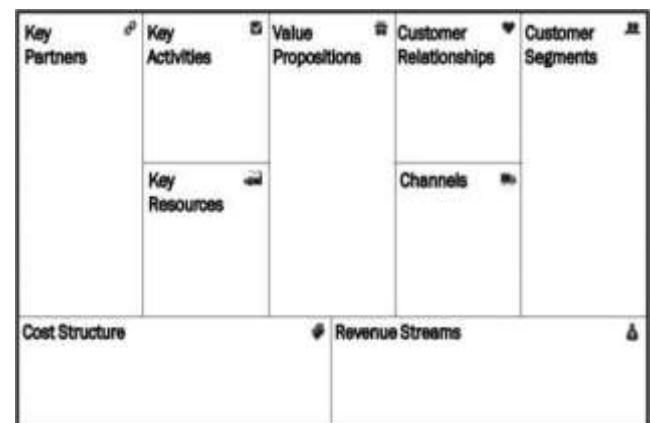 Key
Partners
Key
Activities
Value
Propositions
Customer
Relationships
Customer
Segments
Key
Resources
Channels
Cost Structure
Revenue Streams